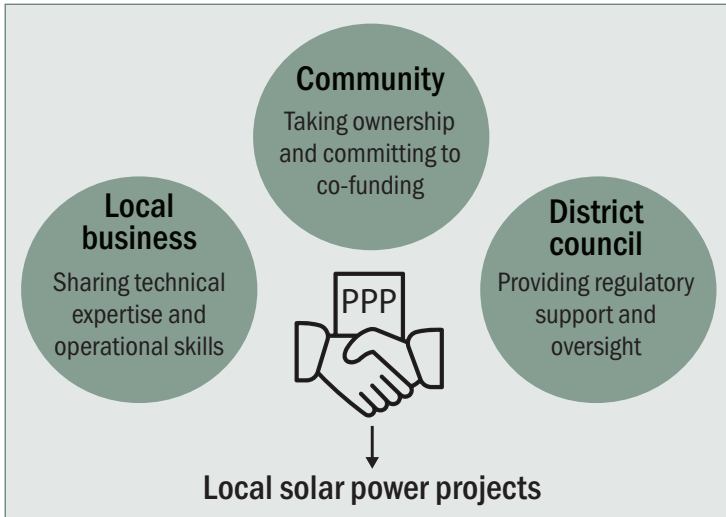 Community
Taking ownership
and committing to
co-funding
Local
business
Sharing technical
expertise and
operational skills
District
council
Providing regulatory
support and
oversight
PPP
Local solar power projects